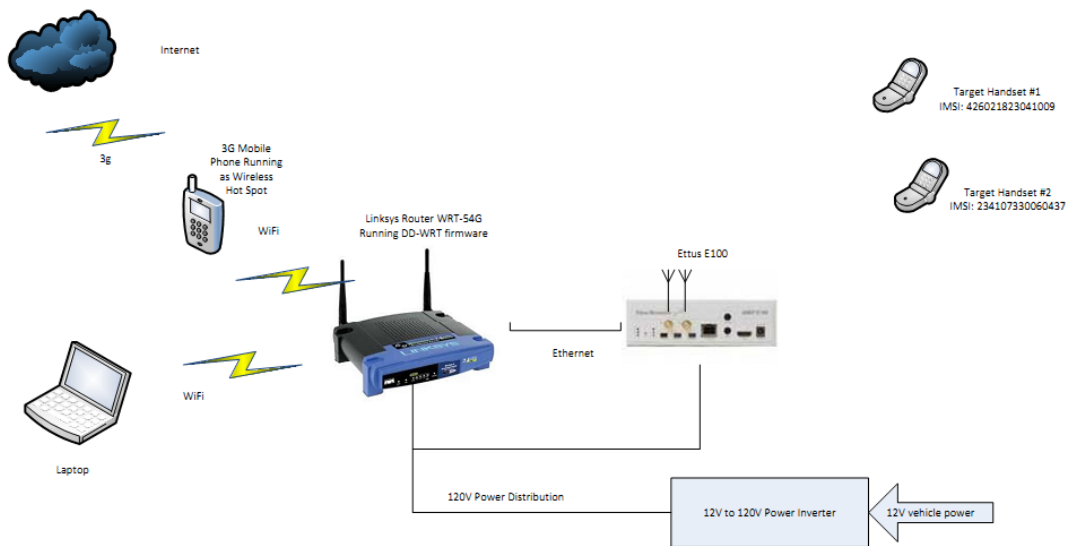 Internet
3g
3G Mobile
Phone Running
as Wireless
Hot Spot
WiFi
Linksys Router WRT-54G
Running DD-WRT firmware
LINKSYS
Ettus E100
Ethernet
Target Handset #1
IMSI: 426021823041009
Target Handset #2
IMSI: 234107330060437
WiFi
Laptop
120V Power Distribution
12V to 120V Power Inverter
12V vehicle power